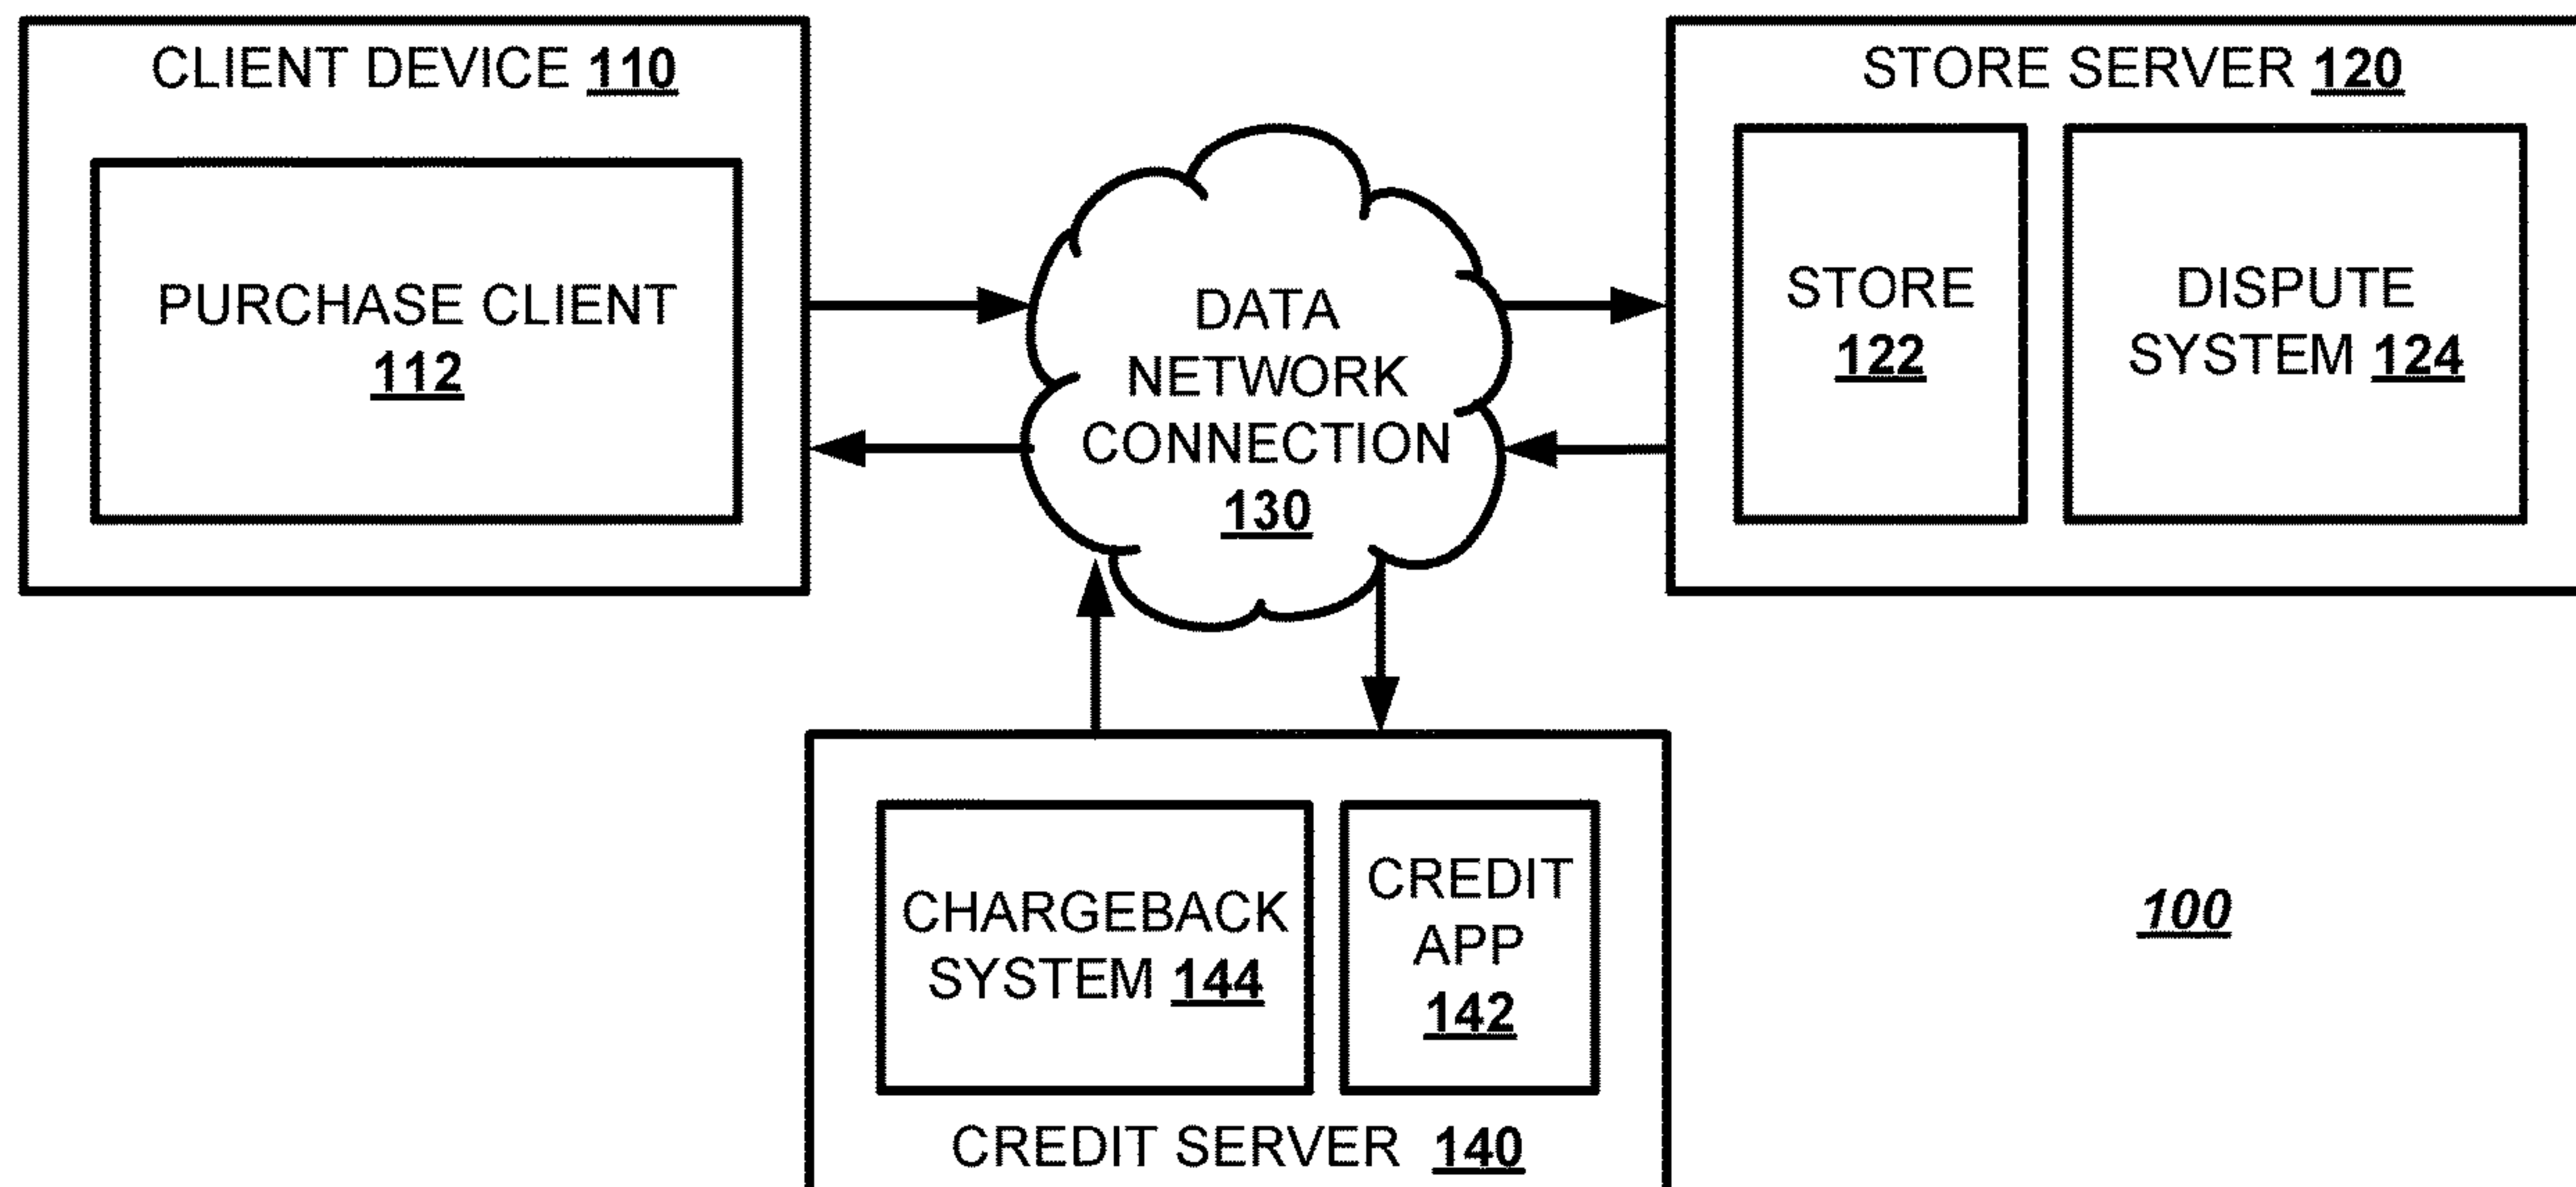 CLIENT DEVICE 110
PURCHASE CLIENT
112
DATA
NETWORK
CONNECTION
130
STORE SERVER 120
STORE
122
DISPUTE
SYSTEM 124
CHARGEBACK
SYSTEM 144
CREDIT
APP
142
CREDIT SERVER 140
100